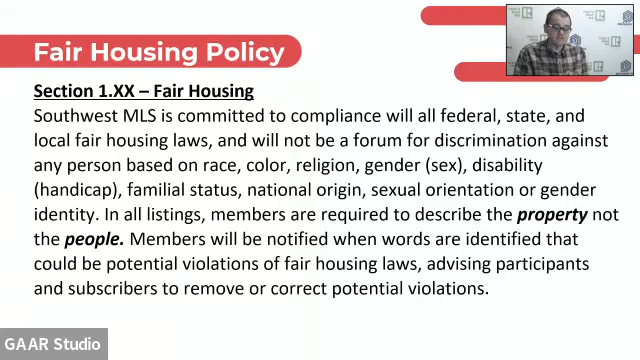 Fair Housing Policy
Section 1.XX – Fair Housing
Southwest MLS is committed to compliance will all federal, state, and
local fair housing laws, and will not be a forum for discrimination against
any person based on race, color, religion, gender (sex), disability
(handicap), familial status, national origin, sexual orientation or gender
identity. In all listings, members are required to describe the property not
the people. Members will be notified when words are identified that
could be potential violations of fair housing laws, advising participants
and subscribers to remove or correct potential violations.
GAAR Studio